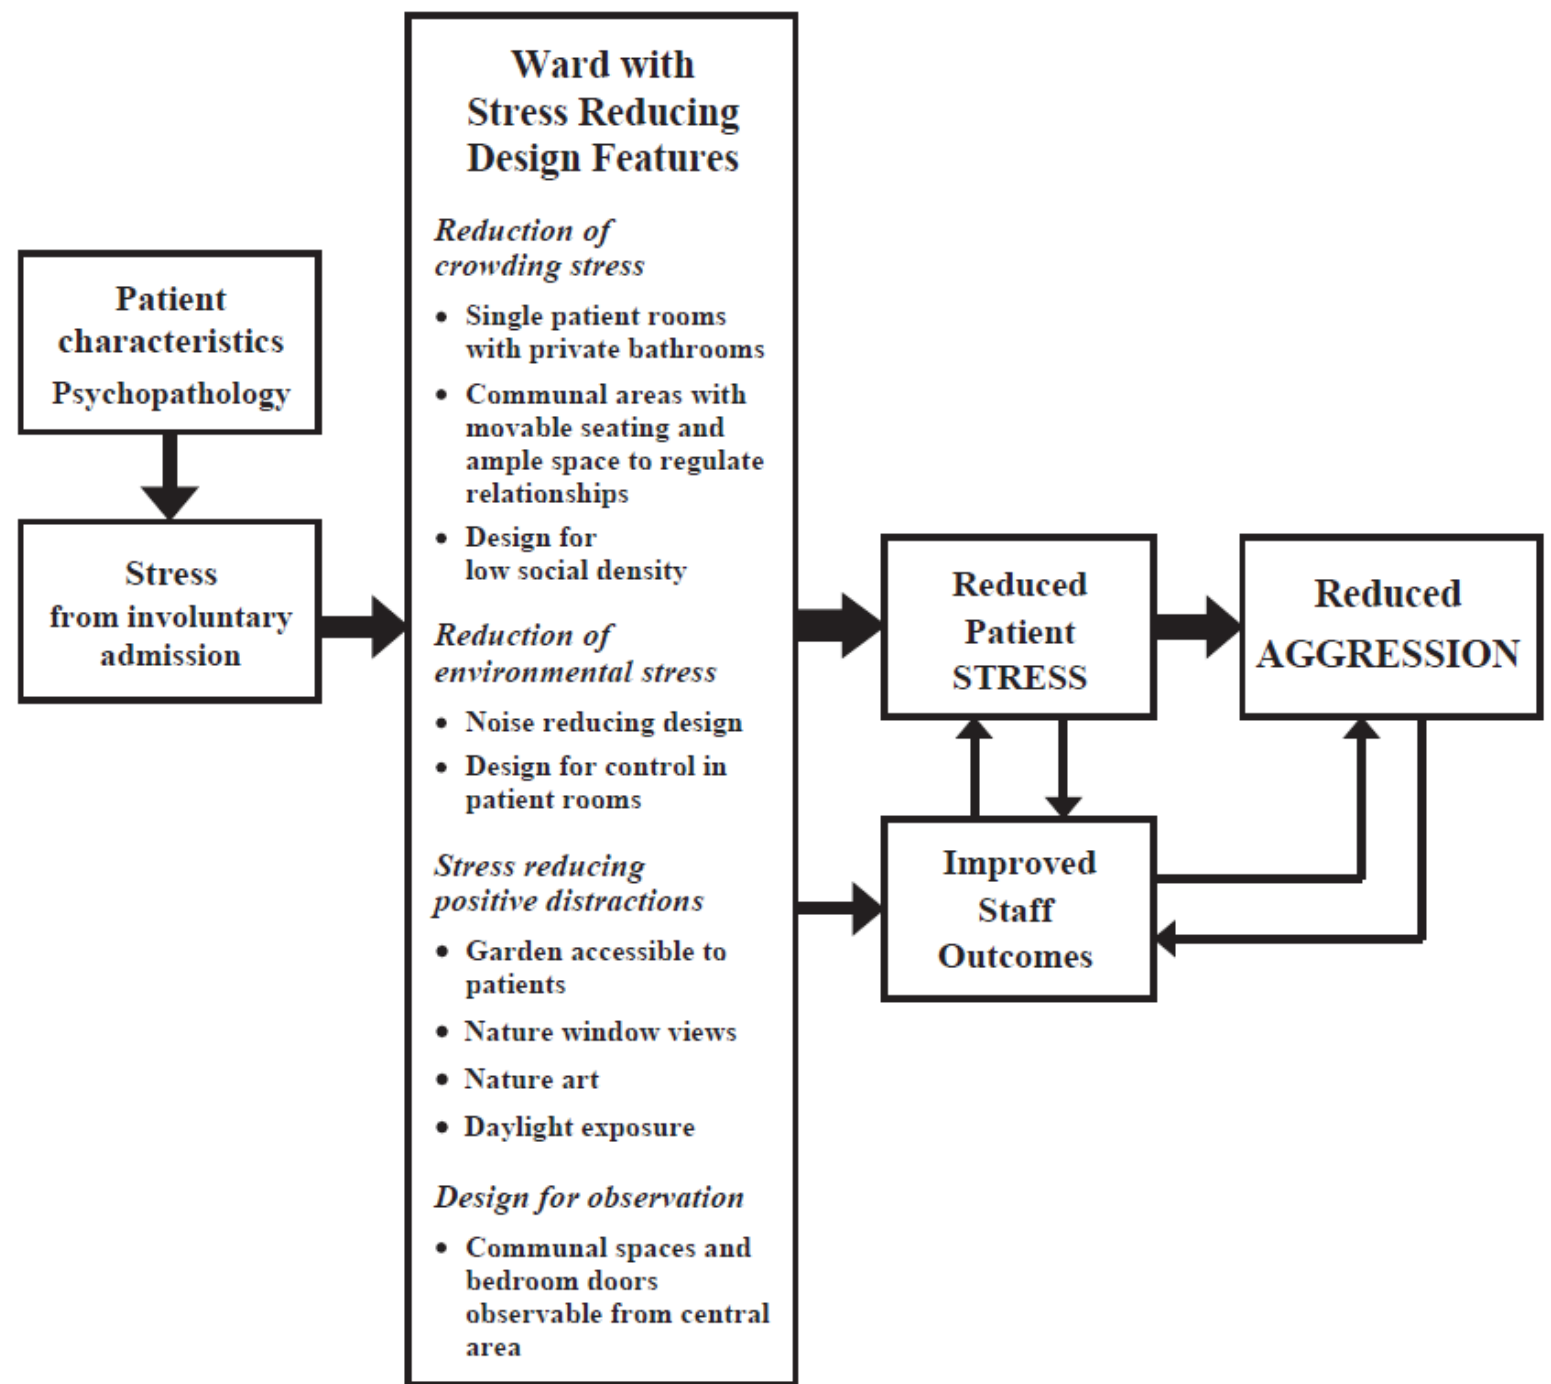 Patient
characteristics
Psychopathology
Stress
from involuntary
admission
Ward with
Stress Reducing
Design Features
Reduction of
crowding stress
• Single patient rooms
with private bathrooms
• Communal areas with
movable seating and
ample space to regulate
relationships
• Design for
low social density
Reduction of
environmental stress
• Noise reducing design
• Design for control in
patient rooms
Stress reducing
positive distractions
• Garden accessible to
patients
• Nature window views
• Nature art
• Daylight exposure
Design for observation
• Communal spaces and
bedroom doors
observable from central
area
Reduced
Patient
STRESS
Improved
Staff
Outcomes
Reduced
AGGRESSION